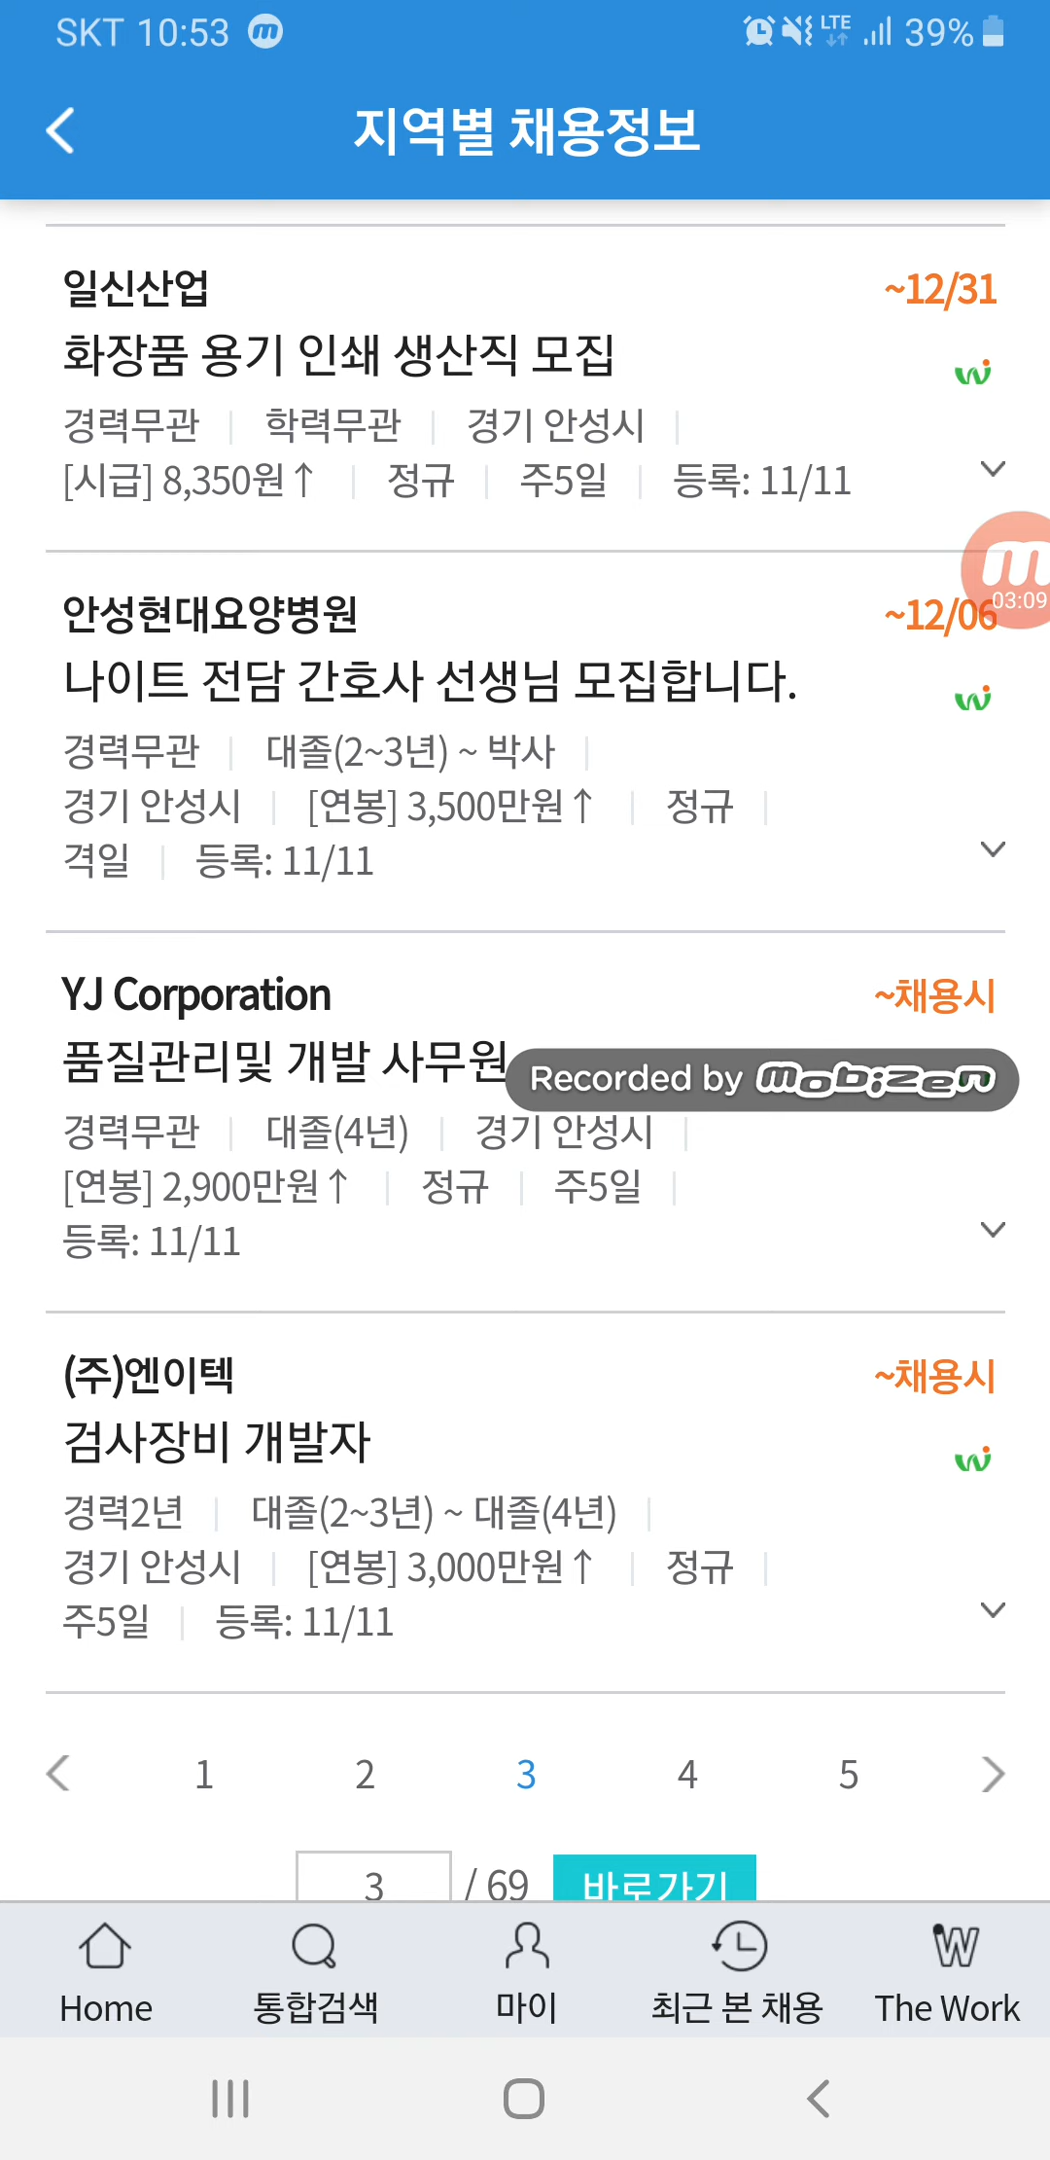 SKT 10:53 m LTE 39%
지역별 채용정보
일신산업 ~12/31
화장품 용기 인쇄 생산직 모집
경력무관 | 학력무관 | 경기 안성시 |
[시급] 8,350원↑ | 정규 | 주5일 | 등록: 11/11
m
03:09
안성현대요양병원 ~12/06
나이트 전담 간호사 선생님 모집합니다.
경력무관 | 대졸(2~3년) ~ 박사 |
경기 안성시 | [연봉] 3,500만원↑ | 정규 |
격일 | 등록: 11/11
YJ Corporation ~채용시
품질관리및 개발 사무원
Recorded by mobizen
경력무관 | 대졸(4년) | 경기 안성시 |
[연봉] 2,900만원↑ | 정규 | 주5일 |
등록: 11/11
(주)엔이텍 ~채용시
검사장비 개발자
경력2년 | 대졸(2~3년) ~ 대졸(4년) |
경기 안성시 | [연봉] 3,000만원↑ | 정규 |
주5일 | 등록: 11/11
1 2 3 4 5
3 / 69 바로가기
Home 통합검색 마이 최근 본 채용 The Work